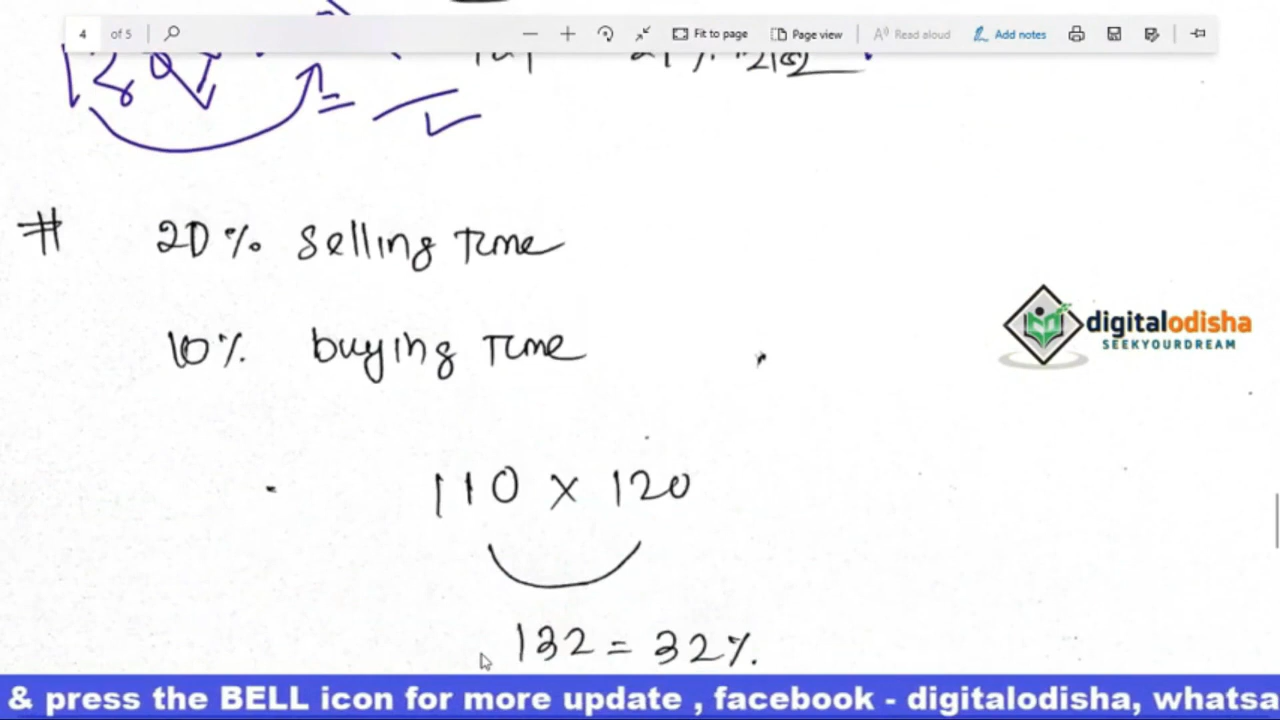 4 of 5 Fit to page Page view Read aloud Add notes
# 20% selling Time
10% buying Time
digitalodisha
SEEKYOURDREAM
110 x 120
132 = 32%.
& press the BELL icon for more update , facebook - digitalodisha, whatsa